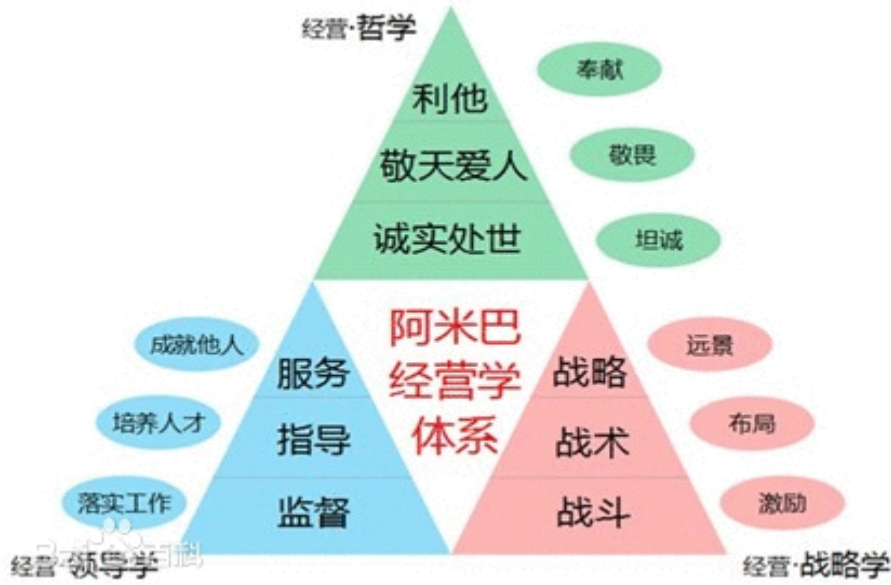 经营·哲学
利他
奉献
敬天爱人
敬畏
诚实处世
坦诚
阿米巴
经营学
体系
成就他人
服务
战略
远景
培养人才
指导
战术
布局
落实工作
监督
战斗
激励
经营·领导学
经营·战略学
百科